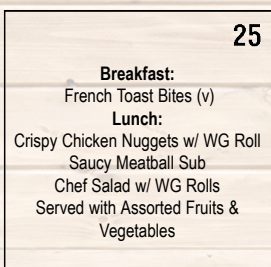 25
Breakfast:
French Toast Bites (v)
Lunch:
Crispy Chicken Nuggets w/ WG Roll
Saucy Meatball Sub
Chef Salad w/ WG Rolls
Served with Assorted Fruits &
Vegetables